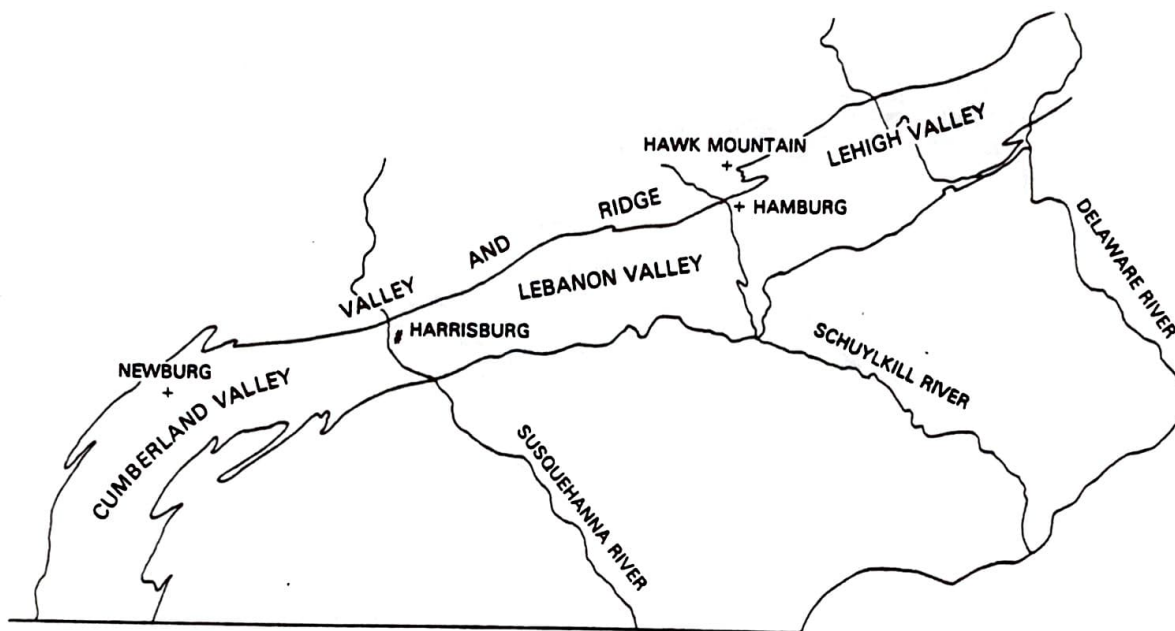 HAWK MOUNTAIN
LEHIGH VALLEY
VALLEY AND RIDGE
HAMBURG
DELAWARE RIVER
LEBANON VALLEY
HARRISBURG
SCHUYLKILL RIVER
NEWBURG
CUMBERLAND VALLEY
SUSQUEHANNA RIVER